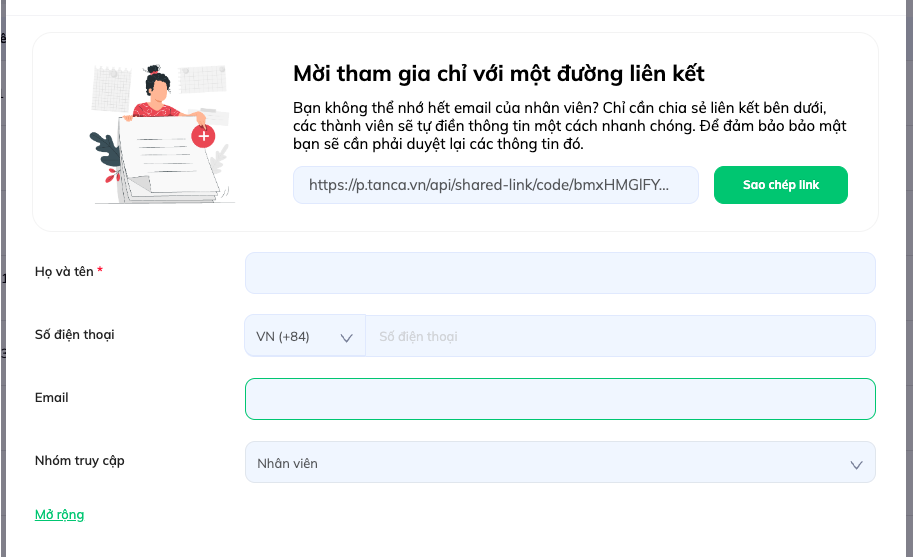 Mời tham gia chỉ với một đường liên kết
Bạn không thể nhớ hết email của nhân viên? Chỉ cần chia sẻ liên kết bên dưới,
các thành viên sẽ tự điền thông tin một cách nhanh chóng. Để đảm bảo bảo mật
bạn sẽ cần phải duyệt lại các thông tin đó.
https://p.tanca.vn/api/shared-link/code/bmxHMGlFY...
Sao chép link
Họ và tên *
Số điện thoại
VN (+84)
Số điện thoại
Email
Nhóm truy cập
Nhân viên
Mở rộng